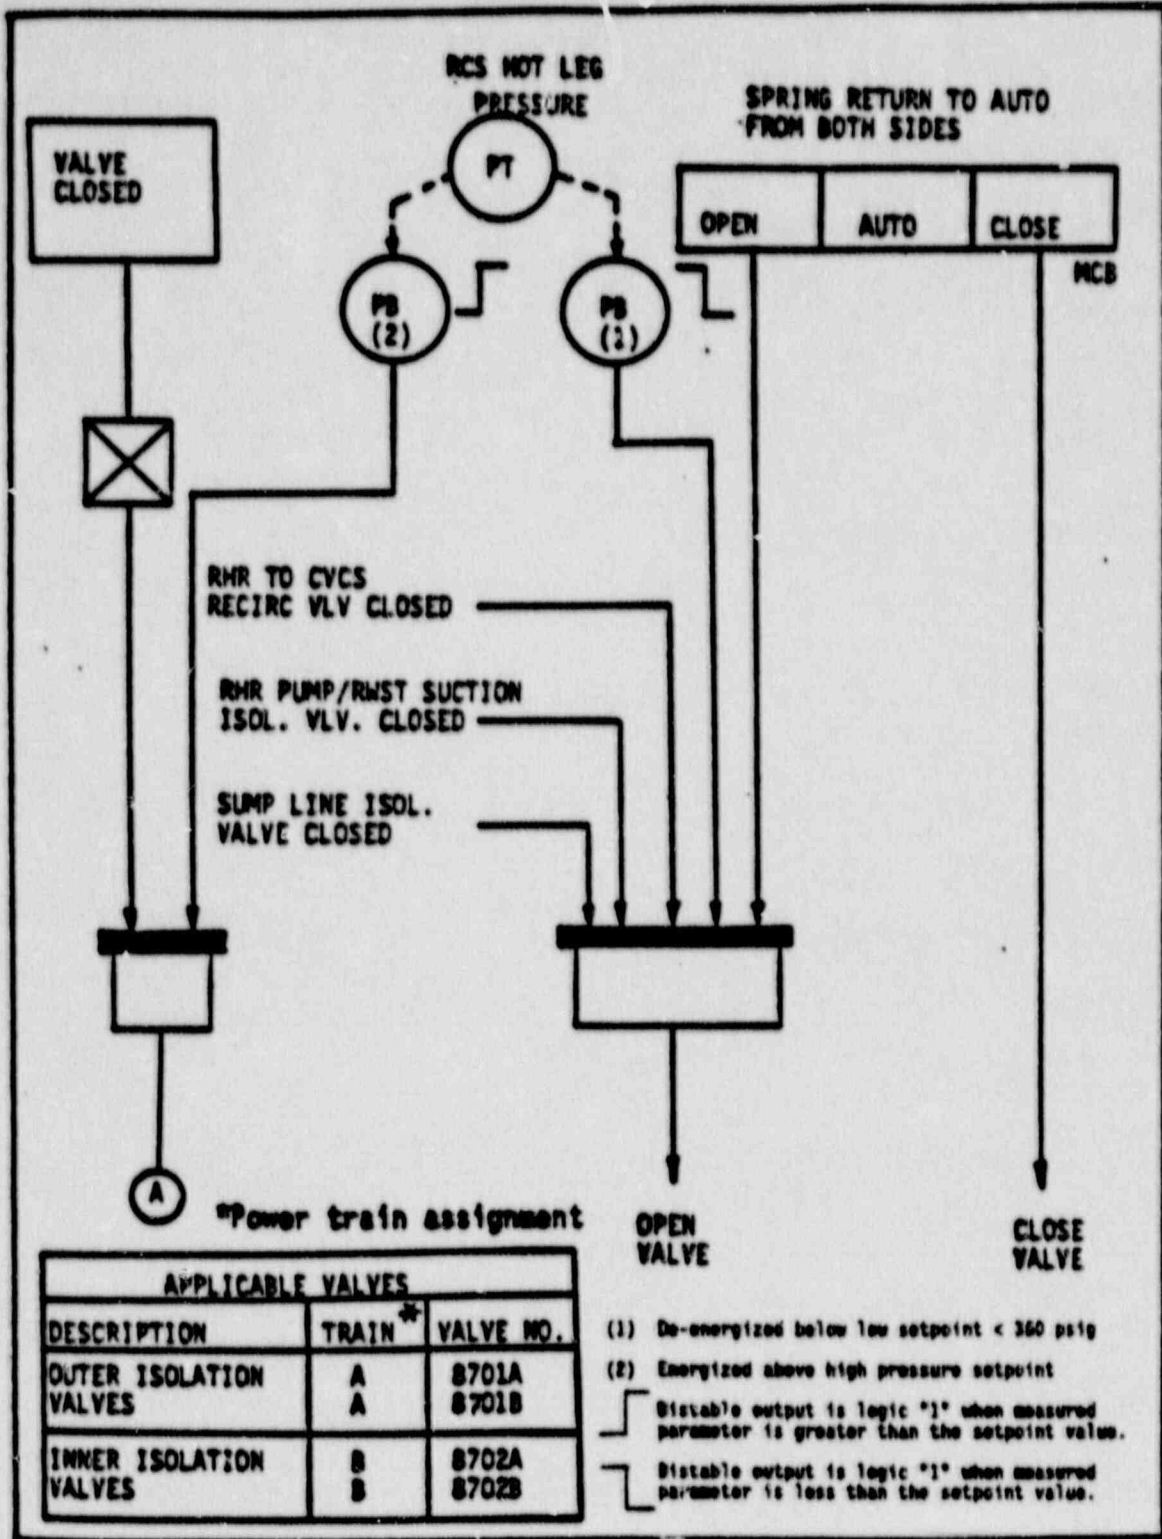 RCS HOT LEG
PRESSURE
PT
SPRING RETURN TO AUTO
FROM BOTH SIDES
VALVE
CLOSED
OPEN
AUTO
CLOSE
MCB
PB
(2)
PB
(1)
RHR TO CVCS
RECIRC VLV CLOSED
RHR PUMP/RWST SUCTION
ISOL. VLV. CLOSED
SUMP LINE ISOL.
VALVE CLOSED
A
*Power train assignment
OPEN
VALVE
CLOSE
VALVE
APPLICABLE VALVES
DESCRIPTION TRAIN* VALVE NO.
OUTER ISOLATION A 8701A
VALVES A 8701B
INNER ISOLATION B 8702A
VALVES B 8702B
(1) De-energized below low setpoint < 360 psig
(2) Energized above high pressure setpoint
Bistable output is logic "1" when measured
parameter is greater than the setpoint value.
Bistable output is logic "1" when measured
parameter is less than the setpoint value.